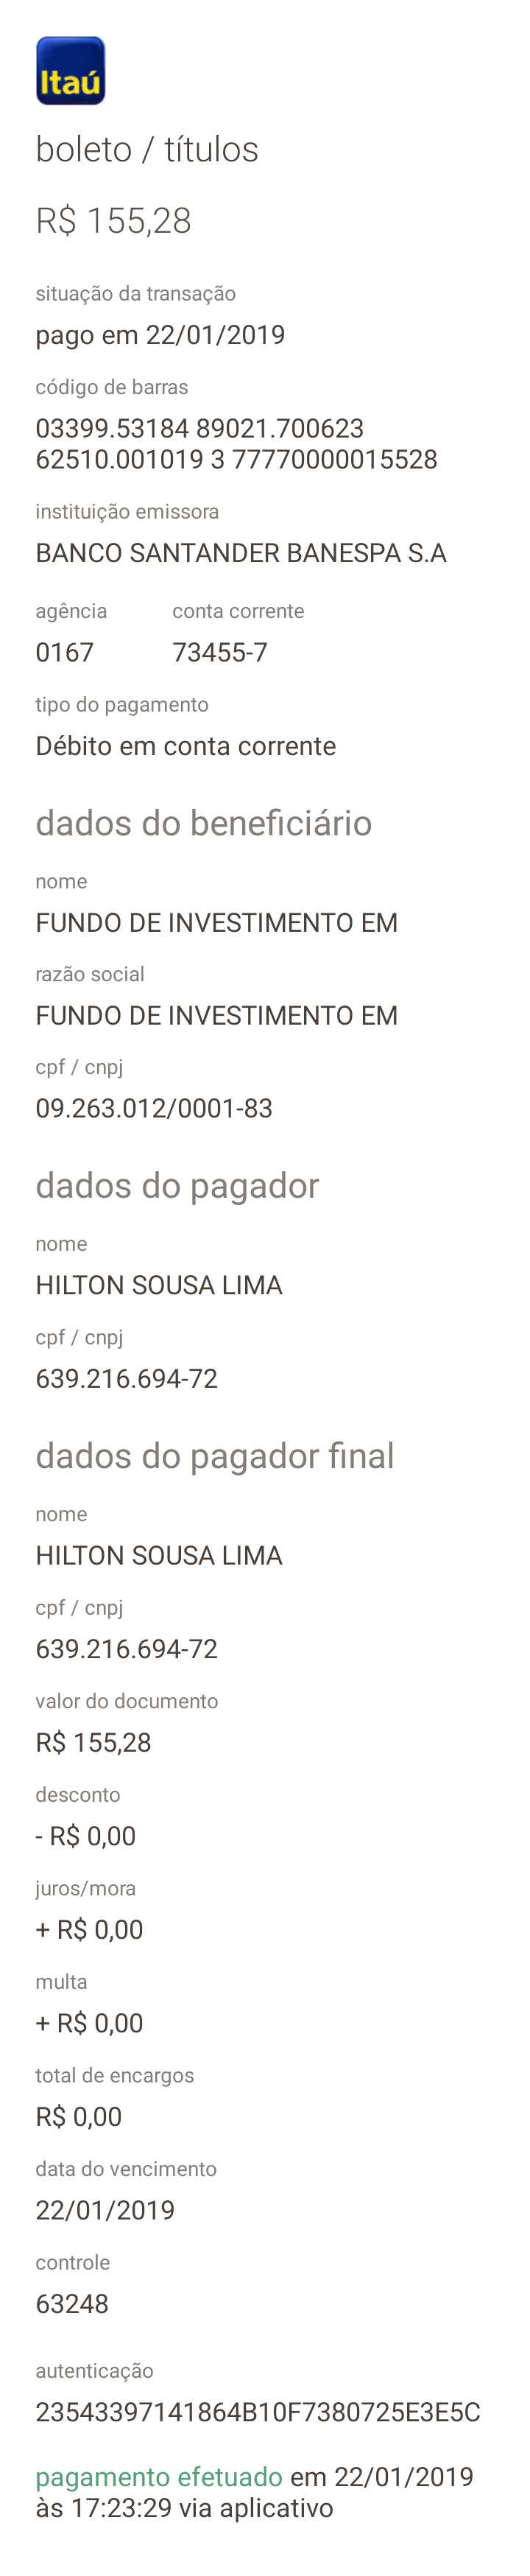 Itaú
boleto / títulos
R$ 155,28
situação da transação
pago em 22/01/2019
código de barras
03399.53184 89021.700623
62510.001019 3 77770000015528
instituição emissora
BANCO SANTANDER BANESPA S.A
agência conta corrente
0167 73455-7
tipo do pagamento
Débito em conta corrente
dados do beneficiário
nome
FUNDO DE INVESTIMENTO EM
razão social
FUNDO DE INVESTIMENTO EM
cpf / cnpj
09.263.012/0001-83
dados do pagador
nome
HILTON SOUSA LIMA
cpf / cnpj
639.216.694-72
dados do pagador final
nome
HILTON SOUSA LIMA
cpf / cnpj
639.216.694-72
valor do documento
R$ 155,28
desconto
- R$ 0,00
juros/mora
+ R$ 0,00
multa
+ R$ 0,00
total de encargos
R$ 0,00
data do vencimento
22/01/2019
controle
63248
autenticação
23543397141864B10F7380725E3E5C
pagamento efetuado em 22/01/2019
às 17:23:29 via aplicativo